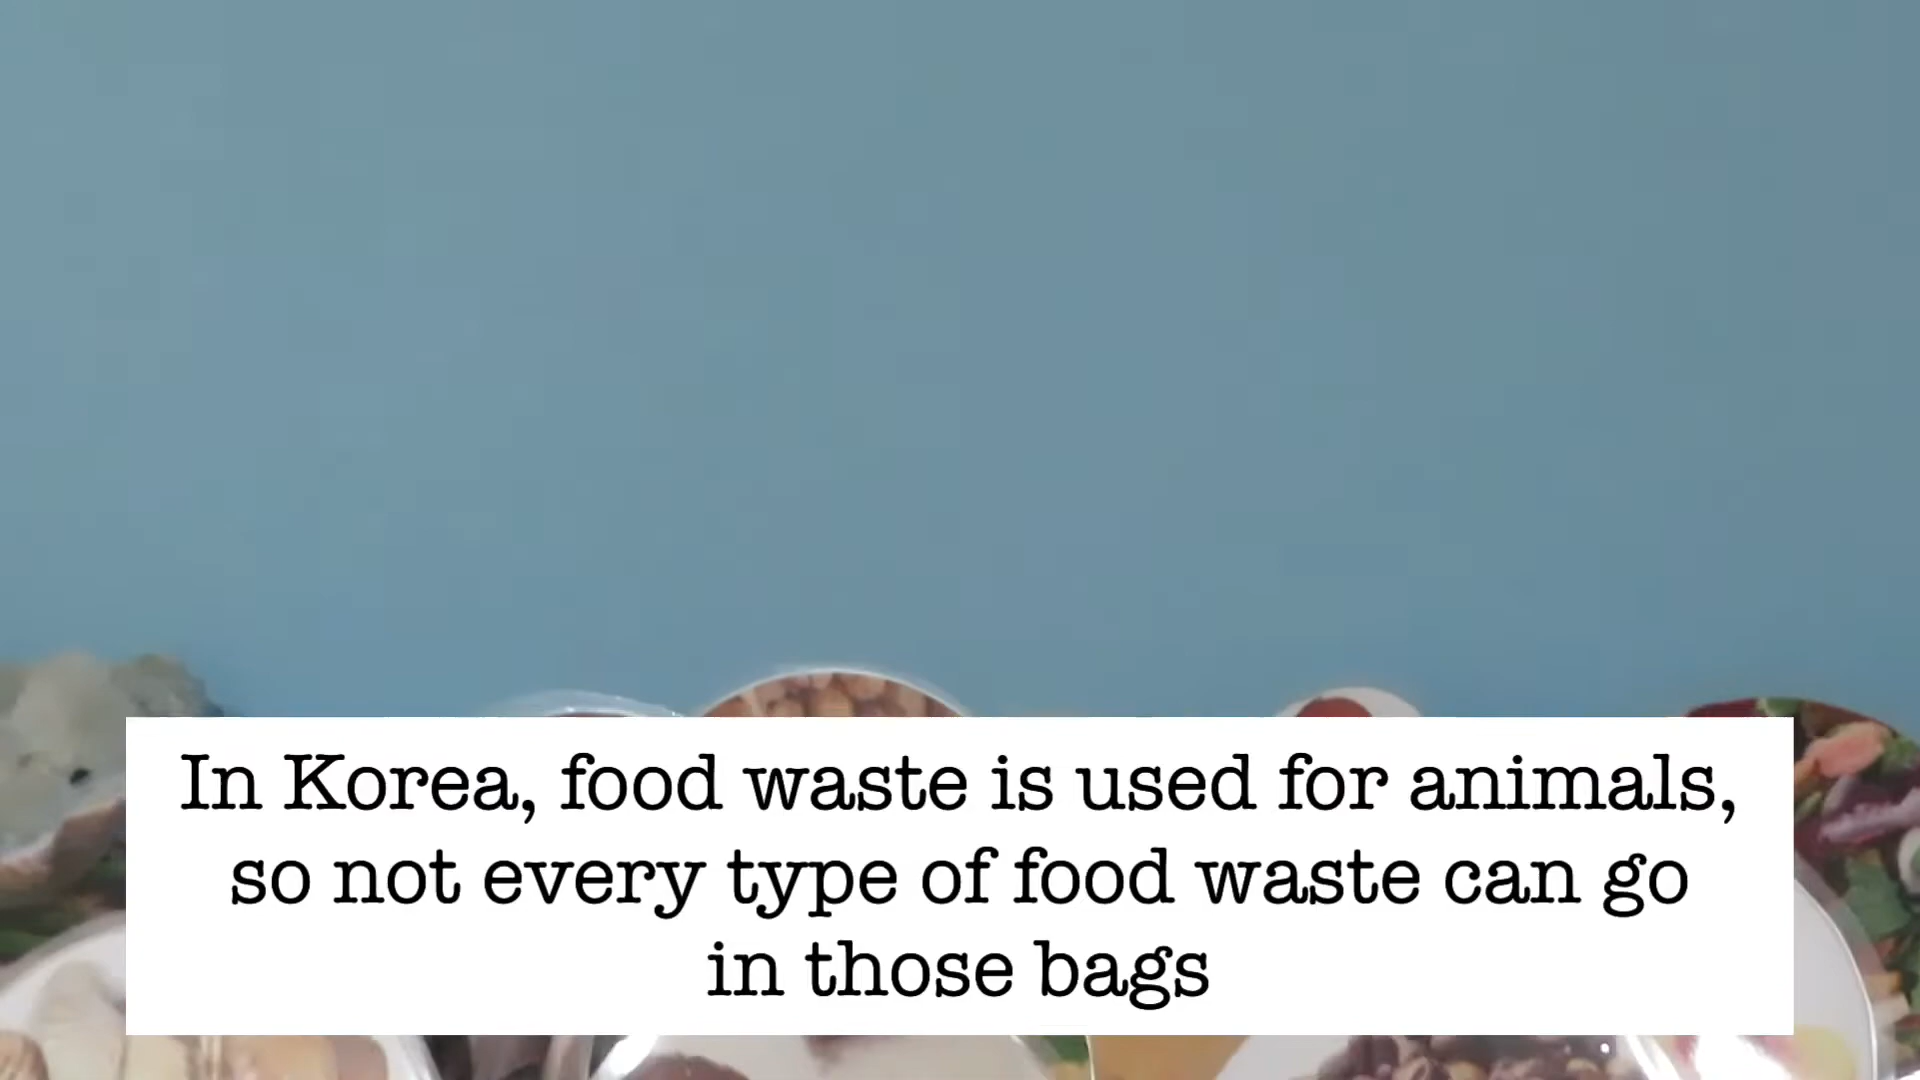 In Korea, food waste is used for animals,
so not every type of food waste can go
in those bags